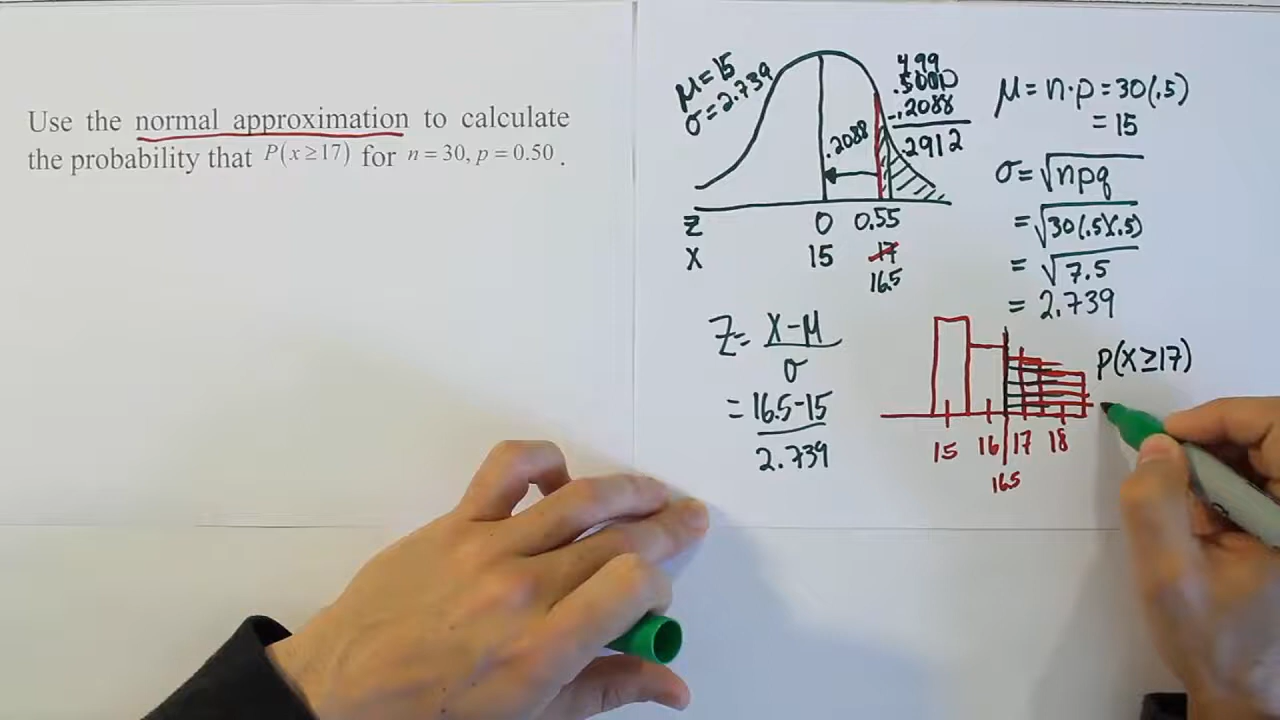 Use the normal approximation to calculate
the probability that P(x≥17) for n=30, p=0.50.
μ=15
σ=2.739
.2088
499
.5000
-.2088
.2912
Z 0 0.55
X 15 17
16.5
μ=n·p=30(.5)
=15
σ=√npq
=√30(.5)(.5)
=√7.5
=2.739
Z=X-μ
σ
=16.5-15
2.739
P(X≥17)
15 16 17 18
16.5